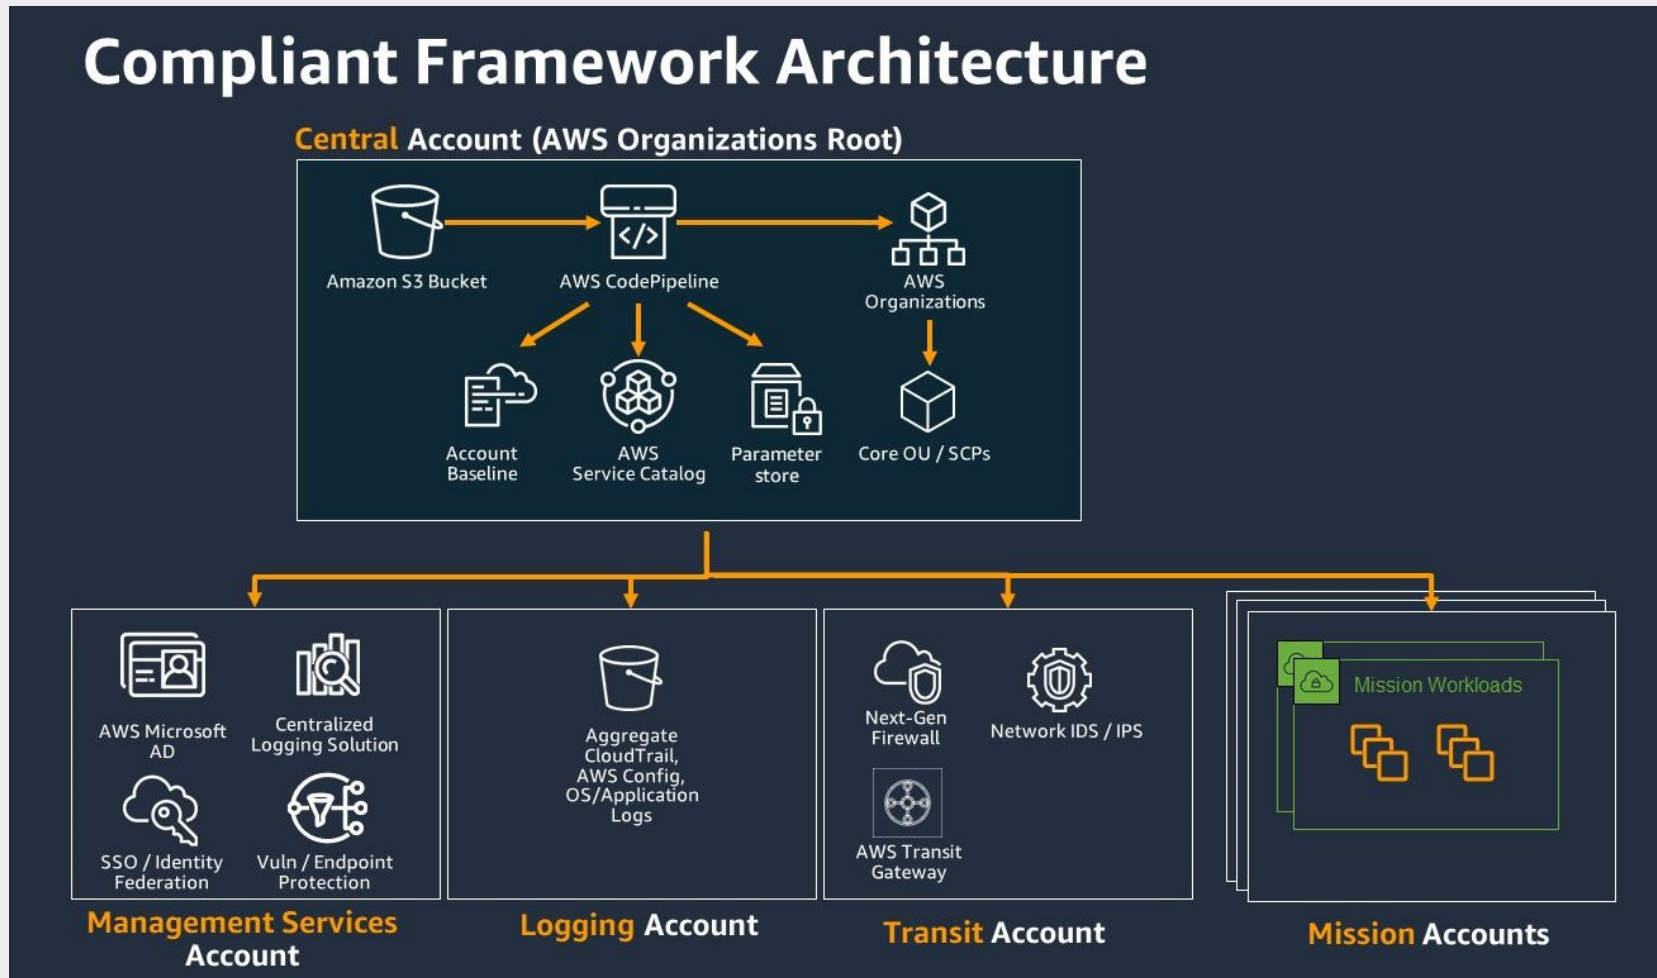 Compliant Framework Architecture
Central Account (AWS Organizations Root)
Amazon S3 Bucket
AWS CodePipeline
AWS
Organizations
Account
Baseline
AWS
Service Catalog
Parameter
store
Core OU / SCPs
AWS Microsoft
AD
Centralized
Logging Solution
SSO / Identity
Federation
Vuln / Endpoint
Protection
Management Services
Account
Aggregate
CloudTrail,
AWS Config,
OS/Application
Logs
Logging Account
Next-Gen
Firewall
Network IDS / IPS
AWS Transit
Gateway
Transit Account
Mission Workloads
Mission Accounts